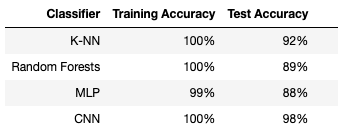 Classifier Training Accuracy Test Accuracy
K-NN 100% 92%
Random Forests 100% 89%
MLP 99% 88%
CNN 100% 98%